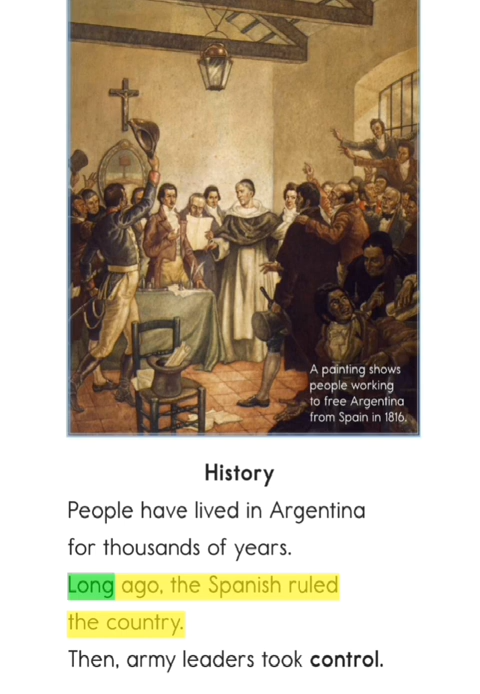 A painting shows
people working
to free Argentina
from Spain in 1816.
History
People have lived in Argentina
for thousands of years.
Long ago, the Spanish ruled
the country.
Then, army leaders took control.